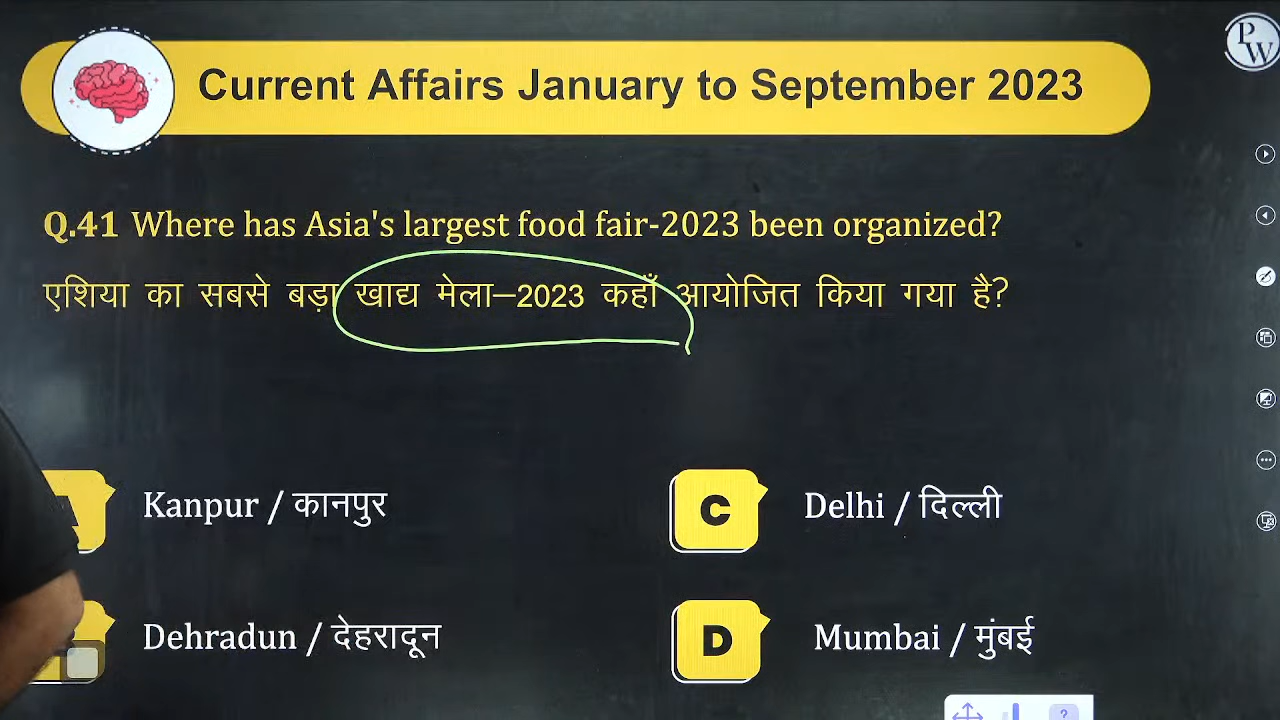 PW
Current Affairs January to September 2023
Q.41 Where has Asia's largest food fair-2023 been organized?
एशिया का सबसे बड़ा खाद्य मेला–2023 कहाँ आयोजित किया गया है?
Kanpur / कानपुर
C Delhi / दिल्ली
Dehradun / देहरादून
D Mumbai / मुंबई
?